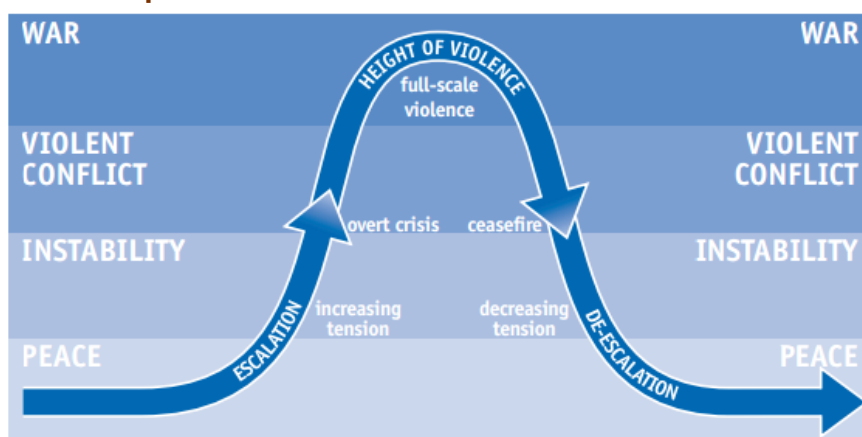 WAR
WAR
HEIGHT OF VIOLENCE
full-scale
violence
VIOLENT
CONFLICT
VIOLENT
CONFLICT
overt crisis
ceasefire
INSTABILITY
INSTABILITY
increasing
tension
decreasing
tension
ESCALATION
DE-ESCALATION
PEACE
PEACE